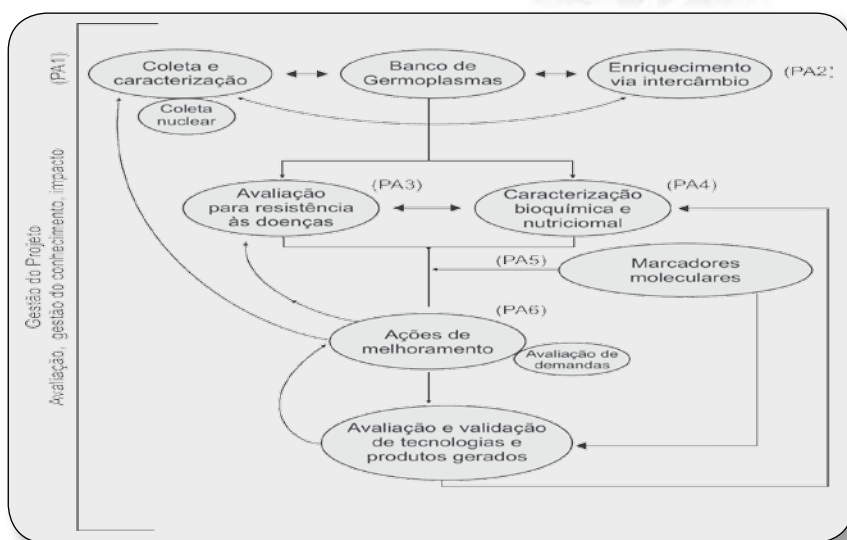 Gestão do Projeto
Avaliação, gestão do conhecimento, impacto
(PA1)
Coleta e
caracterização
Coleta
nuclear
Banco de
Germoplasmas
Enriquecimento
via intercâmbio
(PA2)
Avaliação
para resistência
às doenças
(PA3)
Caracterização
bioquímica e
nutriciomal
(PA4)
(PA5)
Marcadores
moleculares
(PA6)
Ações de
melhoramento
Avaliação de
demandas
Avaliação e validação
de tecnologias e
produtos gerados